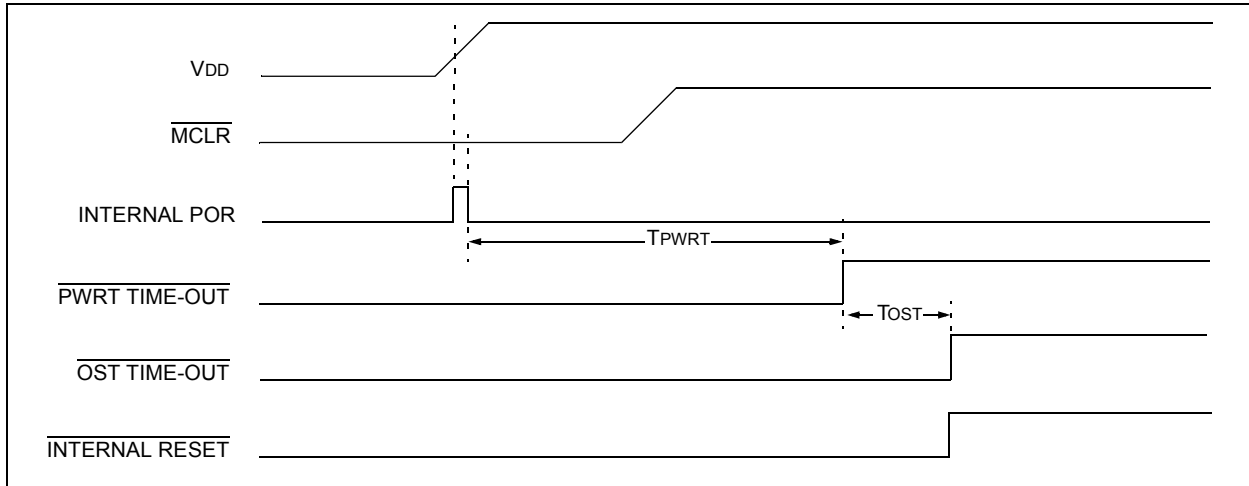 VDD
MCLR
INTERNAL POR
TPWRT
PWRT TIME-OUT
TOST
OST TIME-OUT
INTERNAL RESET